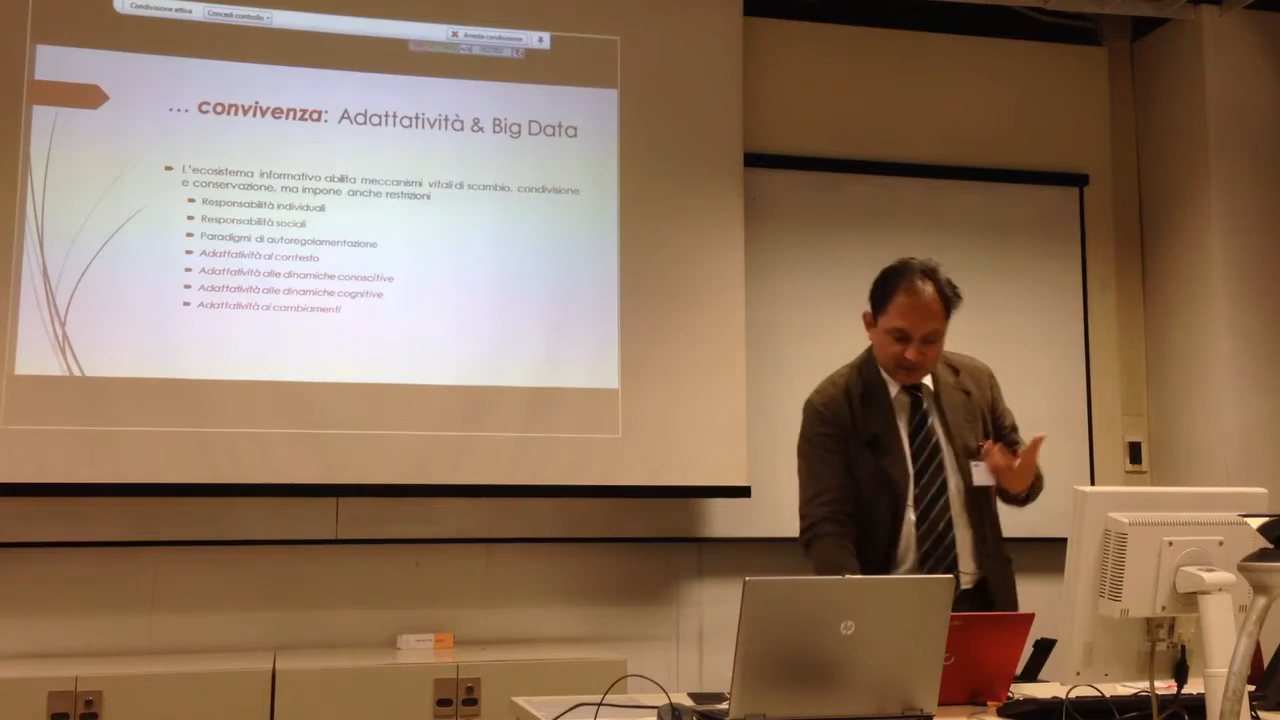 Condivisione attiva Concedi controllo
Arresta condivisione
... convivenza: Adattatività & Big Data
L'ecosistema informativo abilita meccanismi vitali di scambio, condivisione
e conservazione, ma impone anche restrizioni
Responsabilità individuali
Responsabilità sociali
Paradigmi di autoregolamentazione
Adattatività al contesto
Adattatività alle dinamiche conoscitive
Adattatività alle dinamiche cognitive
Adattatività ai cambiamenti
hp